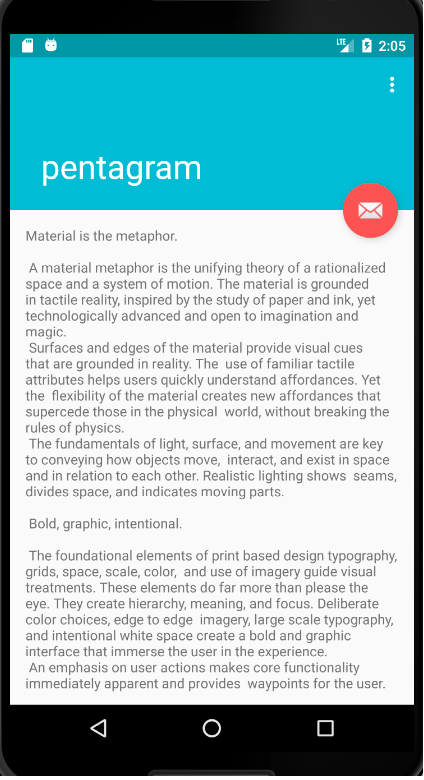 LTE 2:05
pentagram
Material is the metaphor.
A material metaphor is the unifying theory of a rationalized
space and a system of motion. The material is grounded
in tactile reality, inspired by the study of paper and ink, yet
technologically advanced and open to imagination and
magic.
Surfaces and edges of the material provide visual cues
that are grounded in reality. The  use of familiar tactile
attributes helps users quickly understand affordances. Yet
the  flexibility of the material creates new affordances that
supercede those in the physical  world, without breaking the
rules of physics.
The fundamentals of light, surface, and movement are key
to conveying how objects move,  interact, and exist in space
and in relation to each other. Realistic lighting shows  seams,
divides space, and indicates moving parts.
Bold, graphic, intentional.
The foundational elements of print based design typography,
grids, space, scale, color,  and use of imagery guide visual
treatments. These elements do far more than please the
eye. They create hierarchy, meaning, and focus. Deliberate
color choices, edge to edge  imagery, large scale typography,
and intentional white space create a bold and graphic
interface that immerse the user in the experience.
An emphasis on user actions makes core functionality
immediately apparent and provides  waypoints for the user.